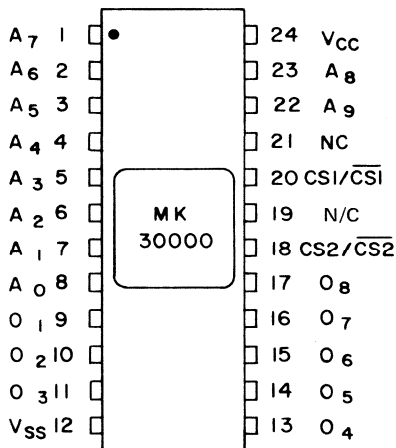 A7 1 24 VCC
A6 2 23 A8
A5 3 22 A9
A4 4 21 NC
A3 5 20 CS1/C̅S̅1̅
A2 6 MK 19 N/C
A1 7 30000 18 CS2/C̅S̅2̅
A0 8 17 O8
O1 9 16 O7
O2 10 15 O6
O3 11 14 O5
VSS 12 13 O4